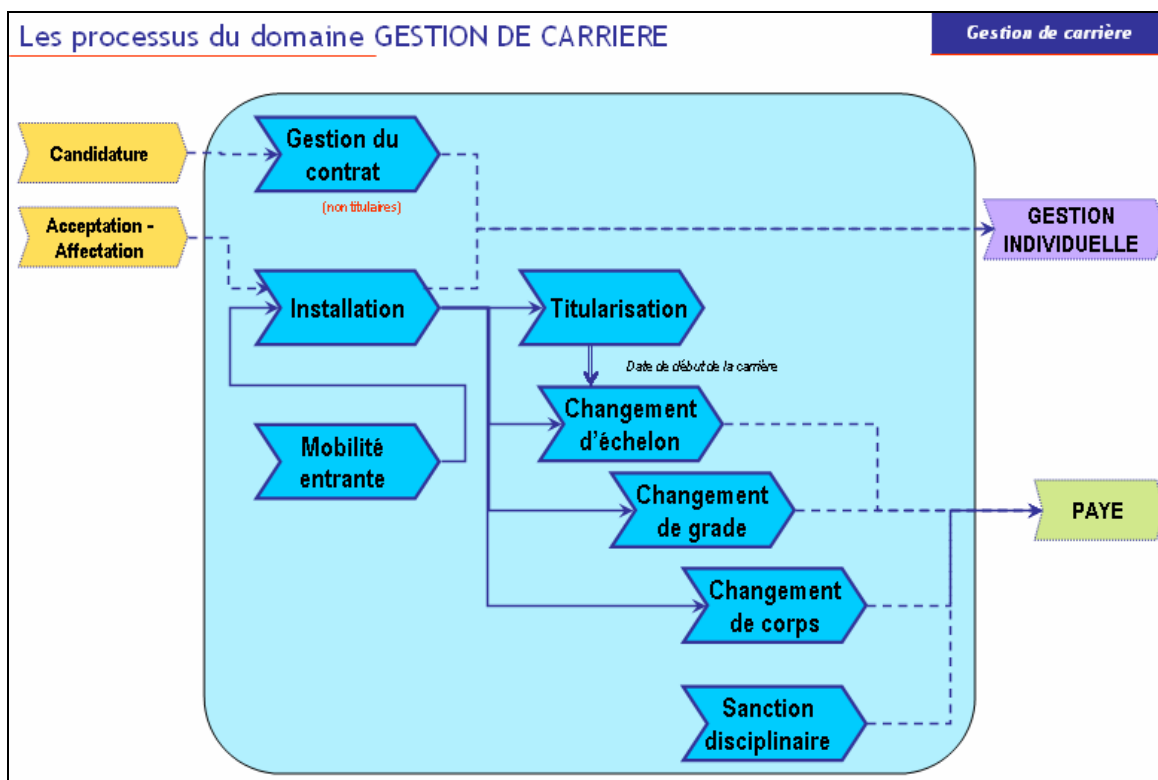 Les processus du domaine GESTION DE CARRIERE
Gestion de carrière
Candidature
Gestion du
contrat
(non titulaires)
Acceptation -
Affectation
GESTION
INDIVIDUELLE
Installation
Titularisation
Date de début de la carrière
Changement
d'échelon
Mobilité
entrante
Changement
de grade
PAYE
Changement
de corps
Sanction
disciplinaire